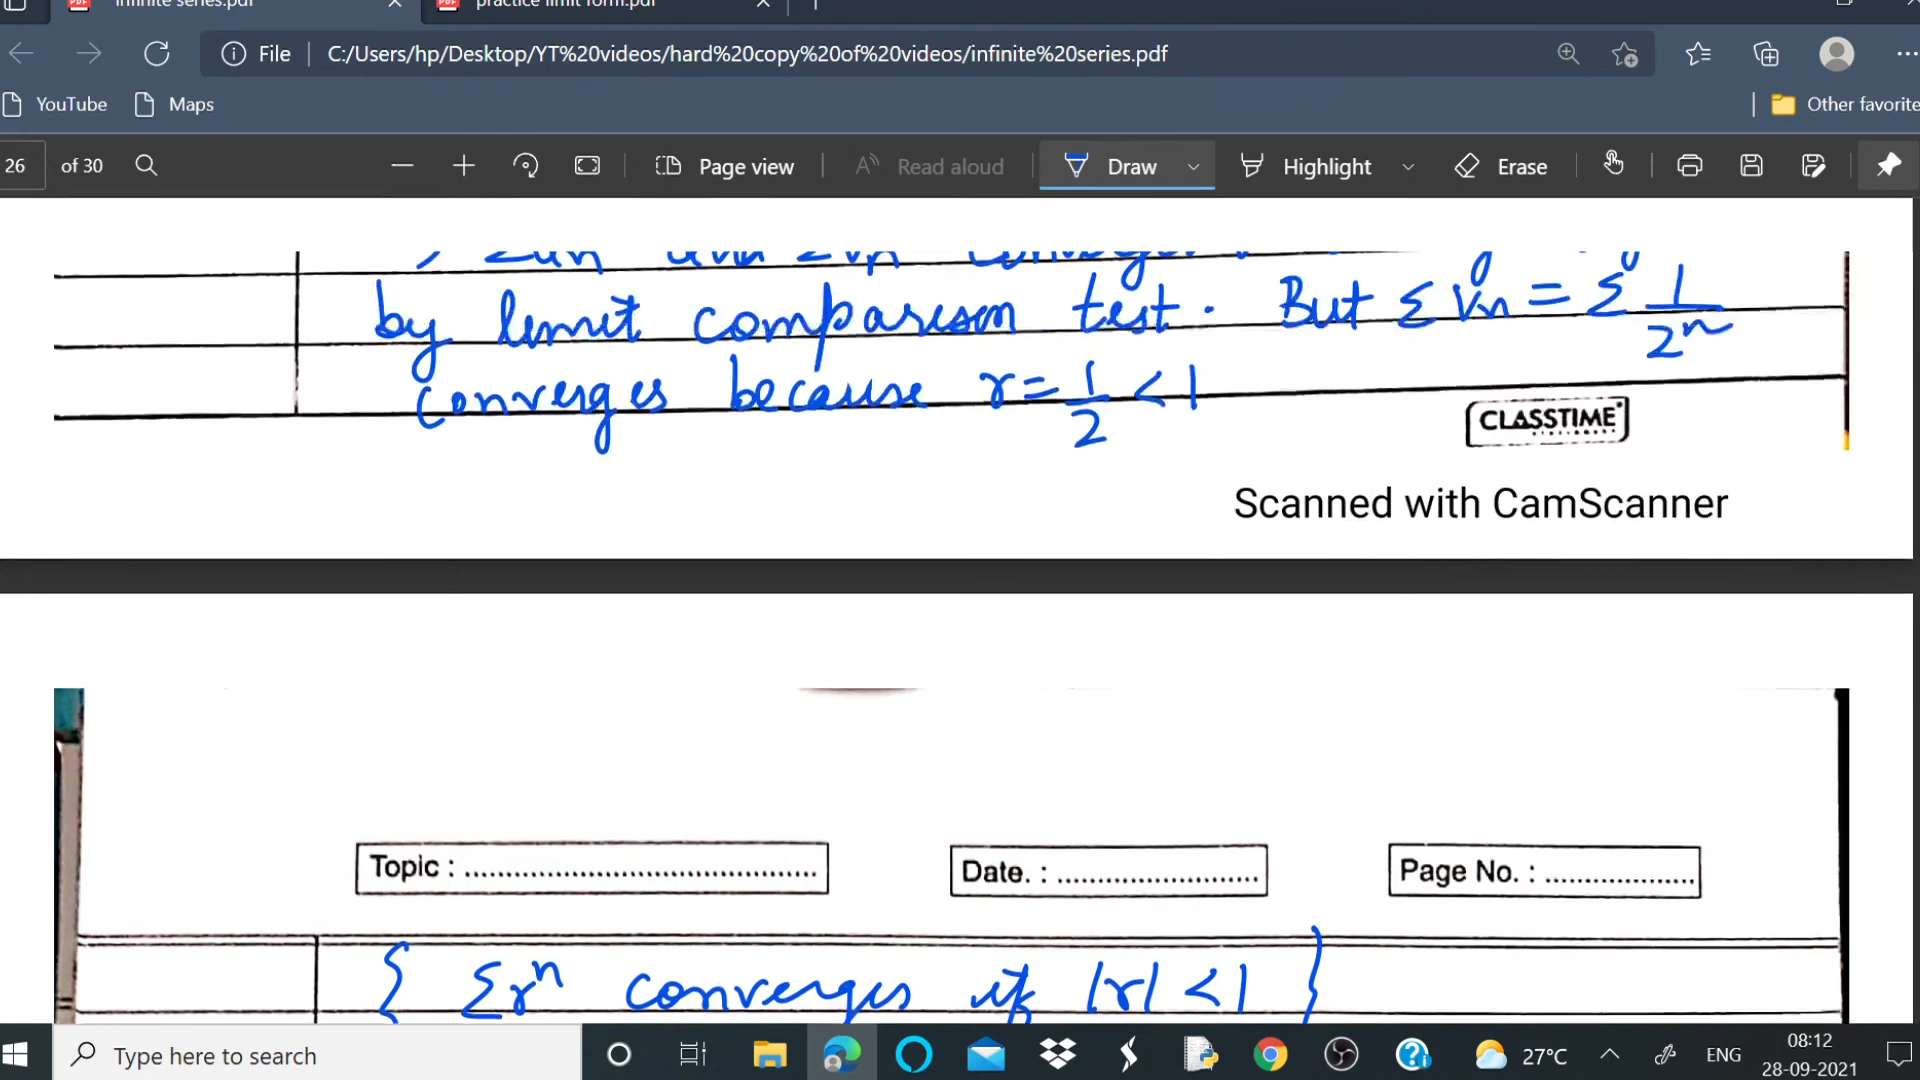 infinite series.pdf
practice limit form.pdf
File C:/Users/hp/Desktop/YT%20videos/hard%20copy%20of%20videos/infinite%20series.pdf
YouTube Maps Other favorite
26 of 30 Page view Read aloud Draw Highlight Erase
by limit comparison test. But Σ Vn = Σ 1/2^n
converges because r = 1/2 < 1
CLASSTIME
Scanned with CamScanner
Topic : ............ Date. : ............ Page No. : ............
{ Σr^n converges if |r| < 1 }
Type here to search 27°C ENG 08:12
28-09-2021